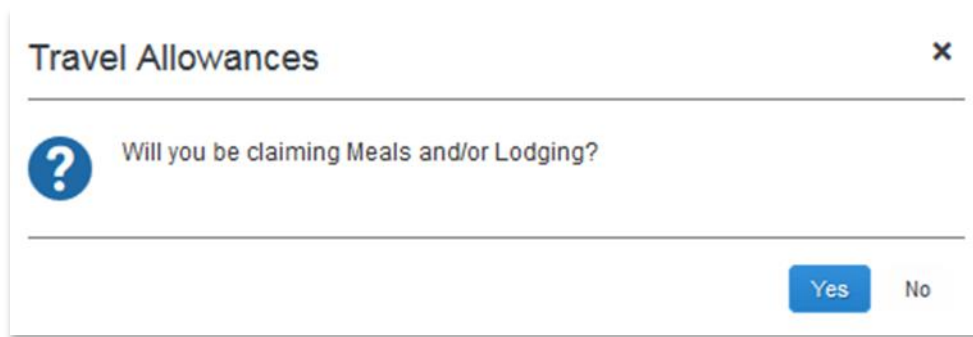 Travel Allowances
Will you be claiming Meals and/or Lodging?
Yes No